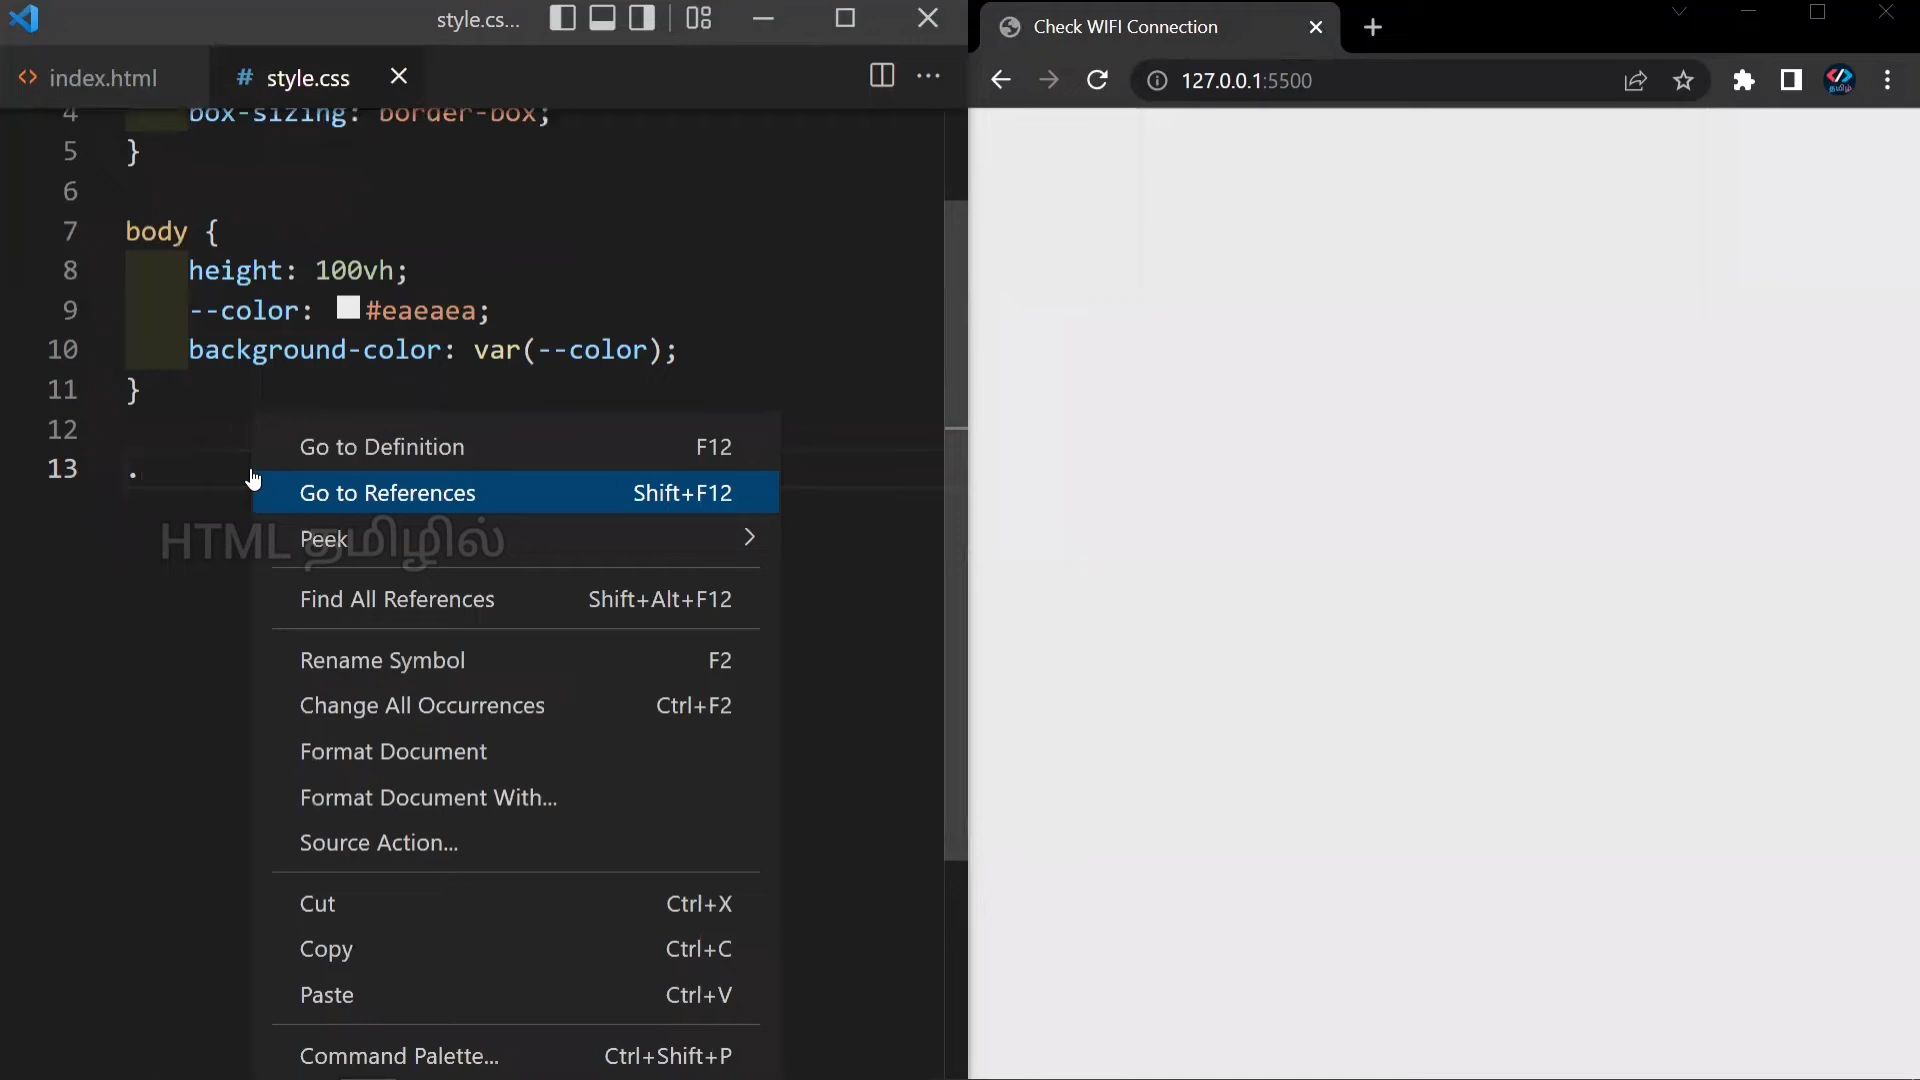 style.cs...
index.html
# style.css
4 box-sizing: border-box;
5 }
6
7 body {
8 height: 100vh;
9 --color: #eaeaea;
10 background-color: var(--color);
11 }
12
13 .
Go to Definition F12
Go to References Shift+F12
Peek
HTML தமிழில்
Find All References Shift+Alt+F12
Rename Symbol F2
Change All Occurrences Ctrl+F2
Format Document
Format Document With...
Source Action...
Cut Ctrl+X
Copy Ctrl+C
Paste Ctrl+V
Command Palette... Ctrl+Shift+P
Check WIFI Connection
127.0.0.1:5500
தமிழ்